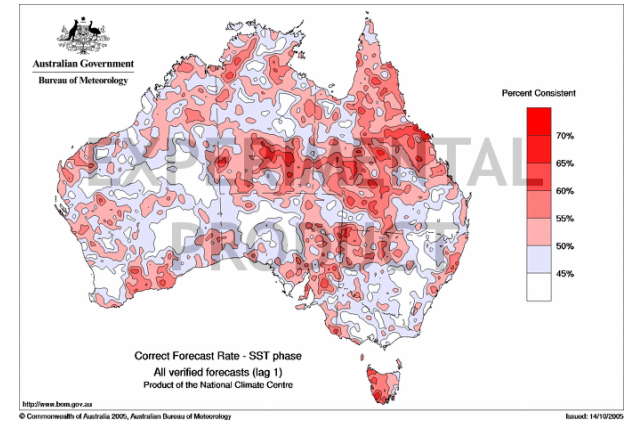 Australian Government
Bureau of Meteorology
Percent Consistent
70%
65%
60%
55%
50%
45%
EXPERIMENTAL
PRODUCT
Correct Forecast Rate - SST phase
All verified forecasts (lag 1)
Product of the National Climate Centre
http://www.bom.gov.au
© Commonwealth of Australia 2005, Australian Bureau of Meteorology
Issued: 14/10/2005